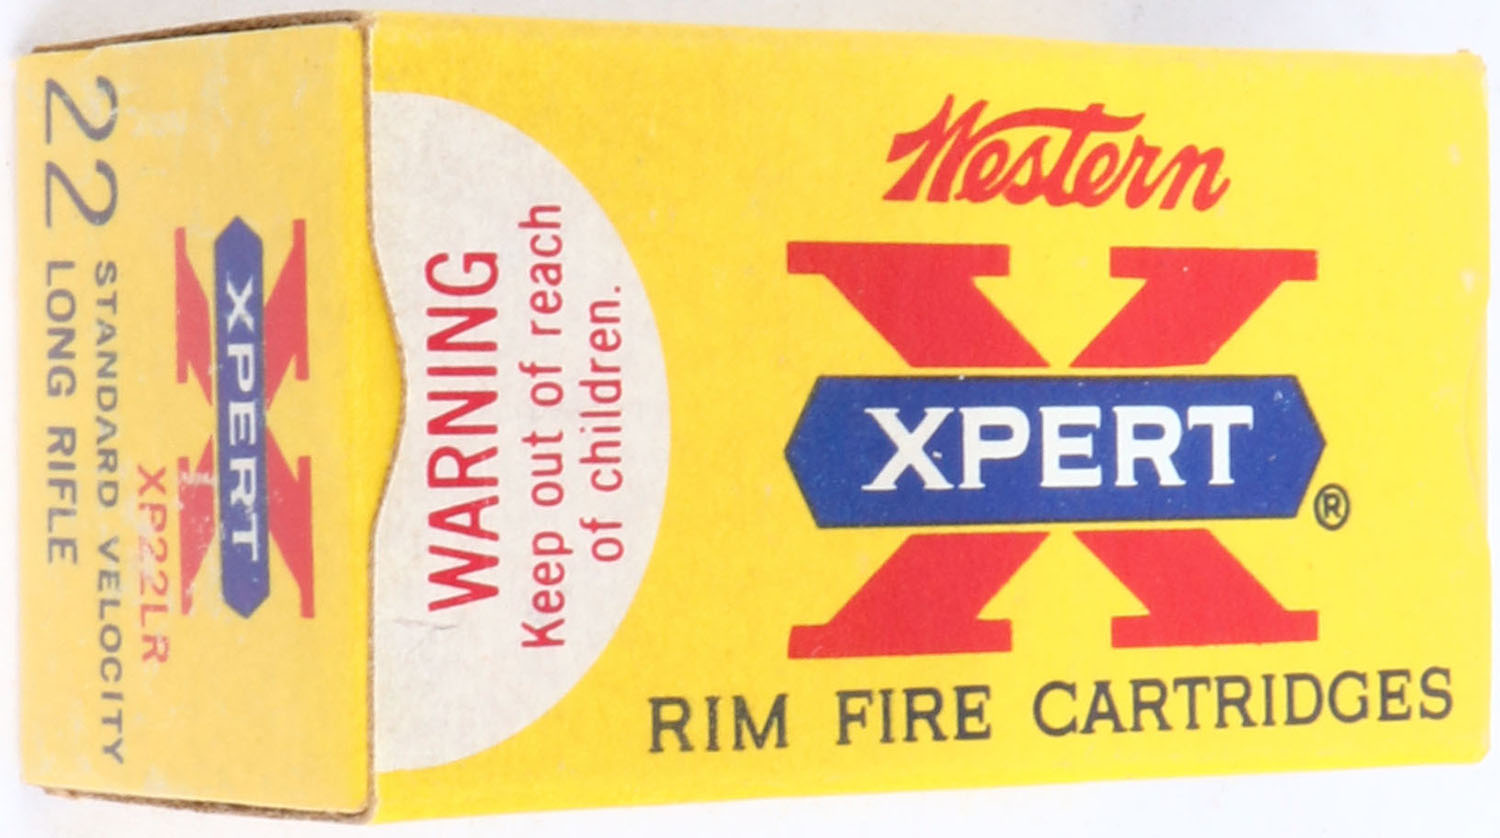 Western
XPERT
®
RIM FIRE CARTRIDGES
WARNING
Keep out of reach
of children.
XPERT
XP22LR
22 STANDARD VELOCITY
LONG RIFLE